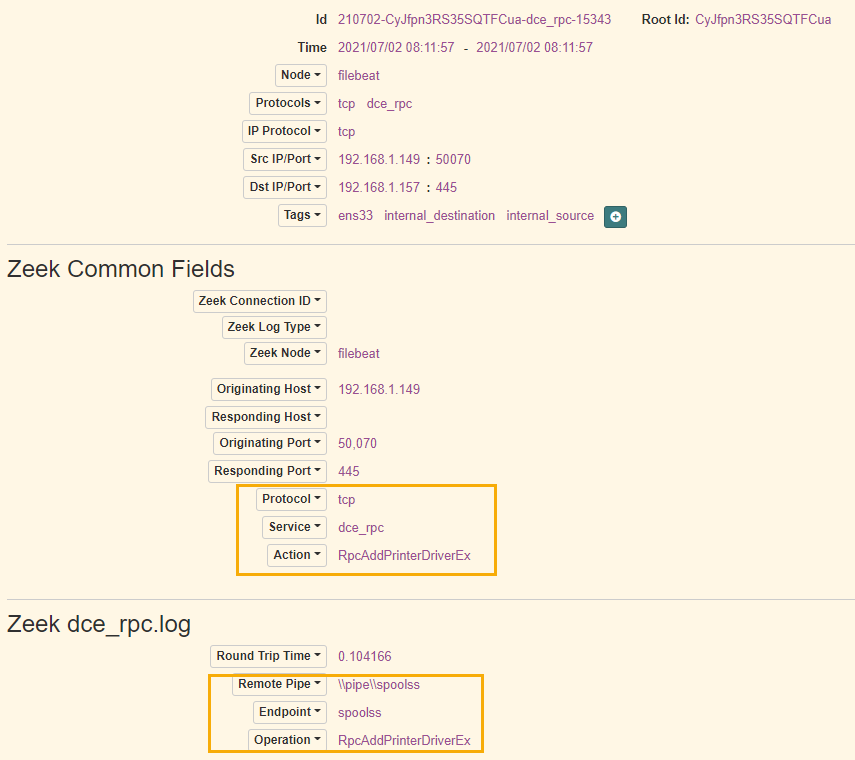 Id 210702-CyJfpn3RS35SQTFCua-dce_rpc-15343 Root Id: CyJfpn3RS35SQTFCua
Time 2021/07/02 08:11:57 - 2021/07/02 08:11:57
Node filebeat
Protocols tcp dce_rpc
IP Protocol tcp
Src IP/Port 192.168.1.149 : 50070
Dst IP/Port 192.168.1.157 : 445
Tags ens33 internal_destination internal_source
Zeek Common Fields
Zeek Connection ID
Zeek Log Type
Zeek Node filebeat
Originating Host 192.168.1.149
Responding Host
Originating Port 50,070
Responding Port 445
Protocol tcp
Service dce_rpc
Action RpcAddPrinterDriverEx
Zeek dce_rpc.log
Round Trip Time 0.104166
Remote Pipe \\pipe\\spoolss
Endpoint spoolss
Operation RpcAddPrinterDriverEx